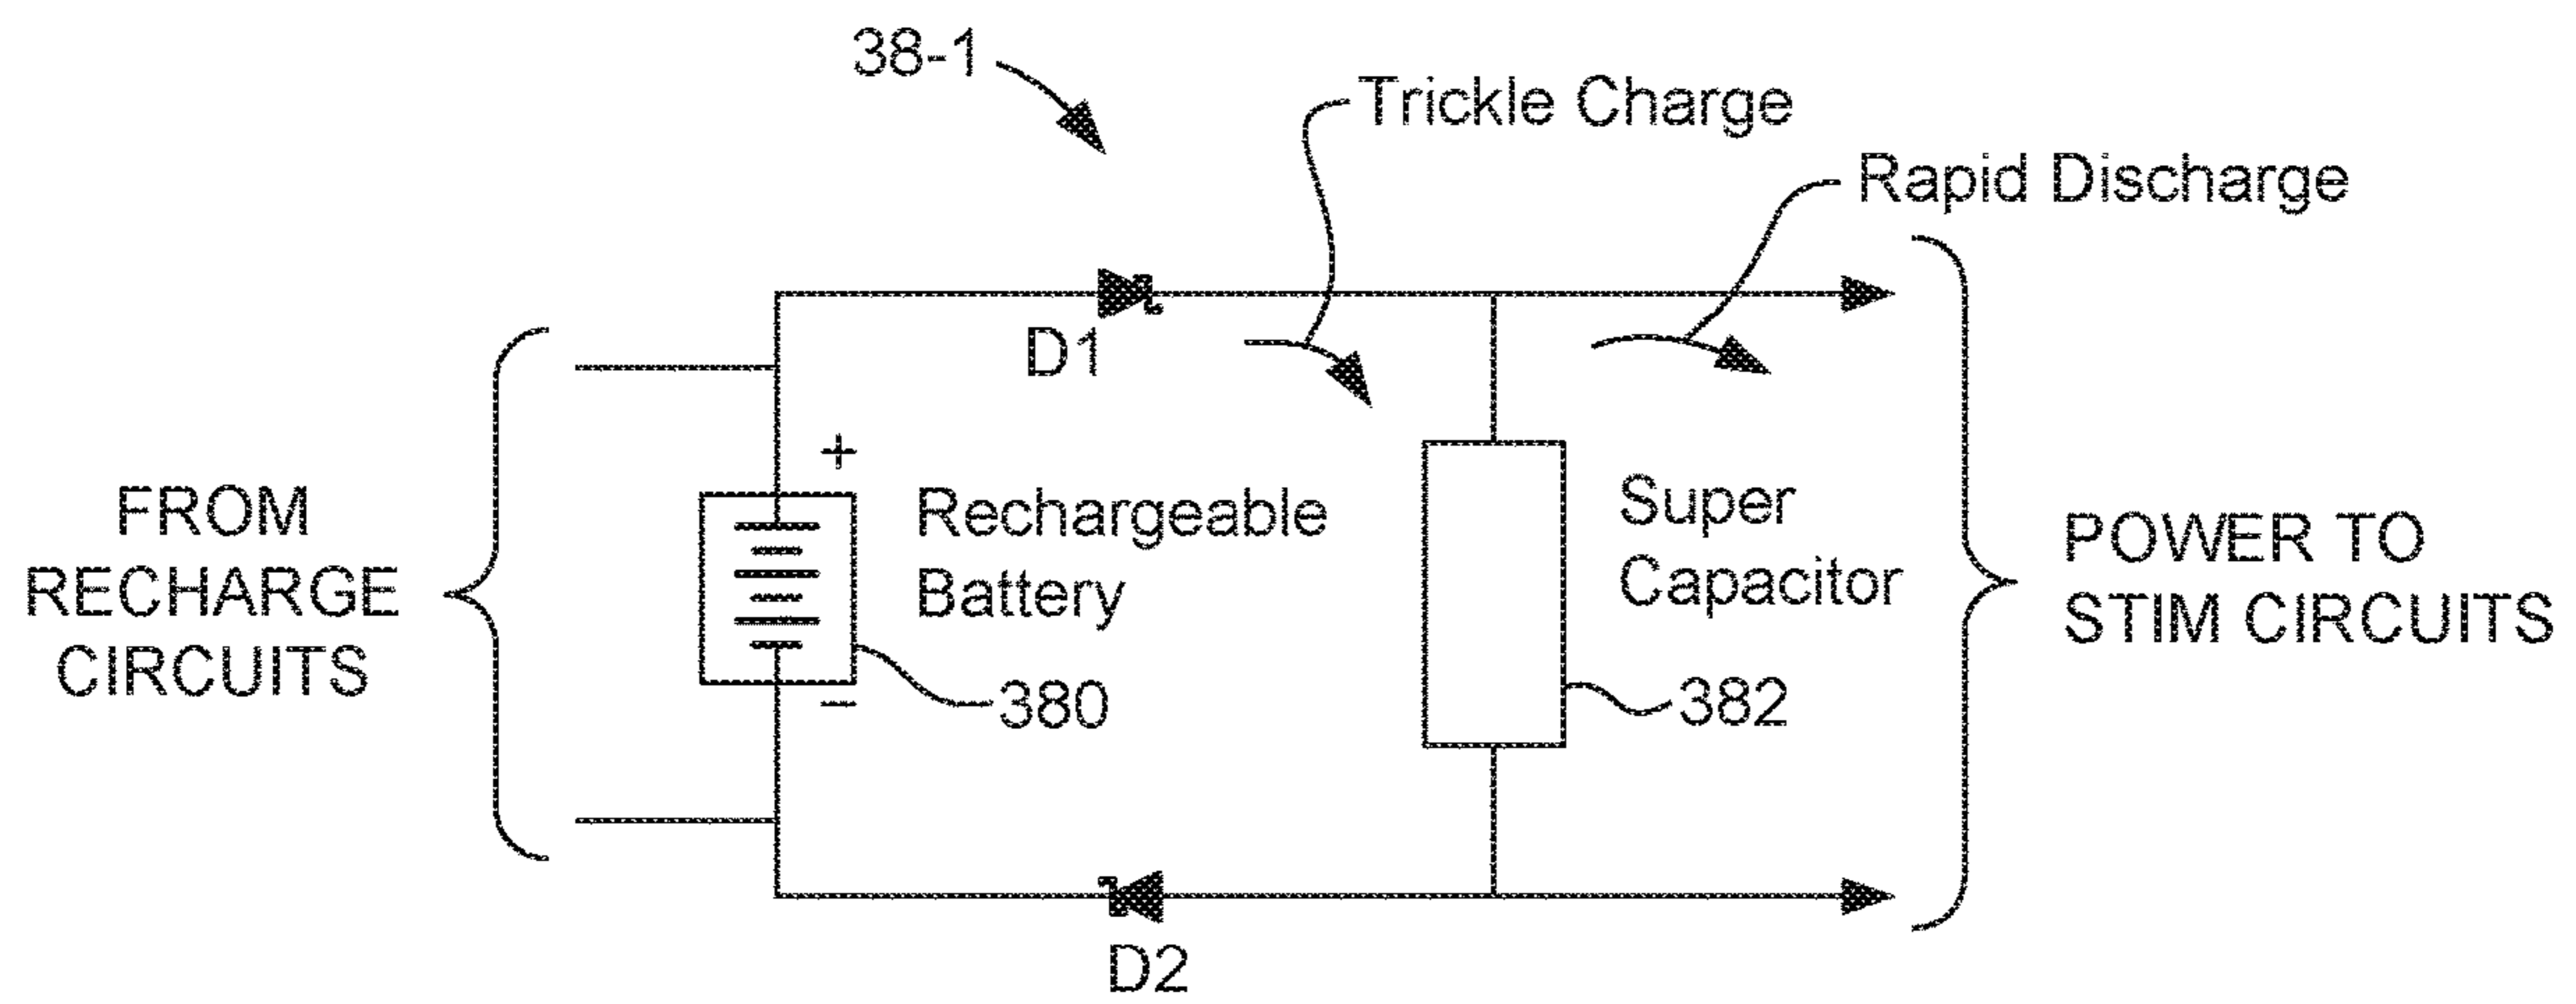 38-1
Trickle Charge
Rapid Discharge
D1
+
FROM
RECHARGE
CIRCUITS
Rechargeable
Battery
–
380
Super
Capacitor
382
POWER TO
STIM CIRCUITS
D2